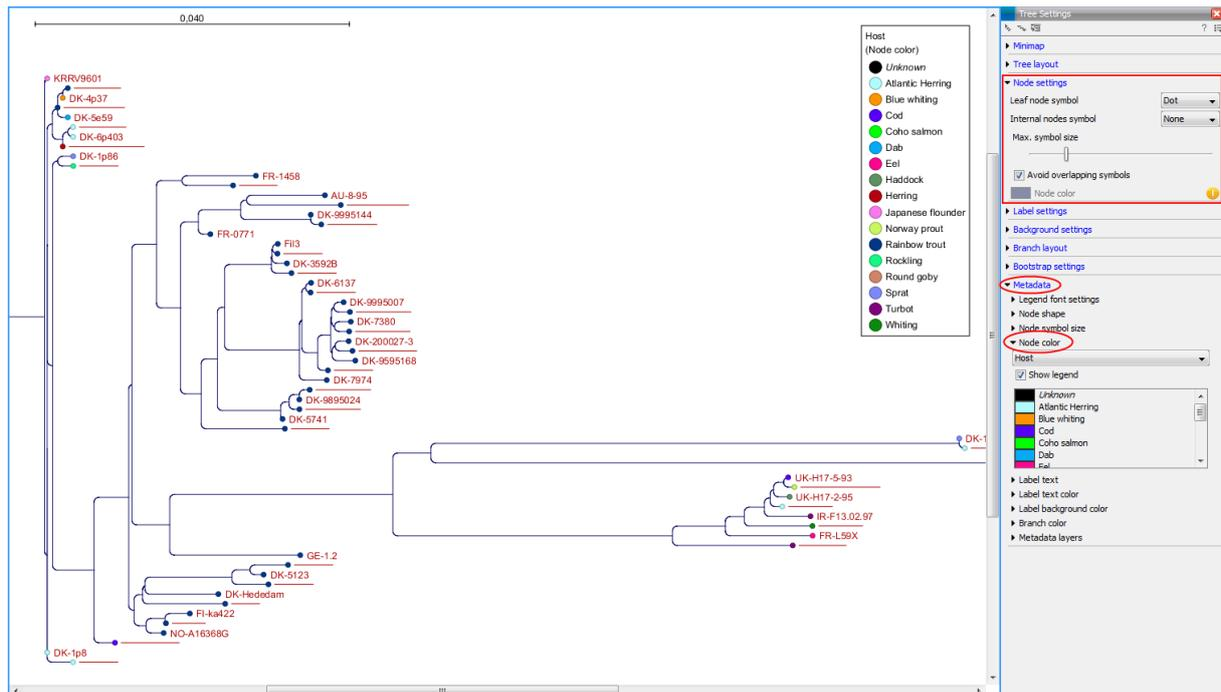 0,040
KRRV9601
DK-4p37
DK-5e59
DK-6p403
DK-1p86
FR-1458
AU-8-95
DK-9995144
FR-0771
Fil3
DK-3592B
DK-6137
DK-9995007
DK-7380
DK-200027-3
DK-9595168
DK-7974
DK-9895024
DK-5741
DK-1
UK-H17-5-93
UK-H17-2-95
IR-F13.02.97
FR-L59X
GE-1.2
DK-5123
DK-Hededam
FI-ka422
NO-A16368G
DK-1p8
Host
(Node color)
Unknown
Atlantic Herring
Blue whiting
Cod
Coho salmon
Dab
Eel
Haddock
Herring
Japanese flounder
Norway prout
Rainbow trout
Rockling
Round goby
Sprat
Turbot
Whiting
Tree Settings
?
Minimap
Tree layout
Node settings
Leaf node symbol Dot
Internal nodes symbol None
Max. symbol size
Avoid overlapping symbols
Node color
Label settings
Background settings
Branch layout
Bootstrap settings
Metadata
Legend font settings
Node shape
Node symbol size
Node color
Host
Show legend
Unknown
Atlantic Herring
Blue whiting
Cod
Coho salmon
Dab
Eel
Label text
Label text color
Label background color
Branch color
Metadata layers